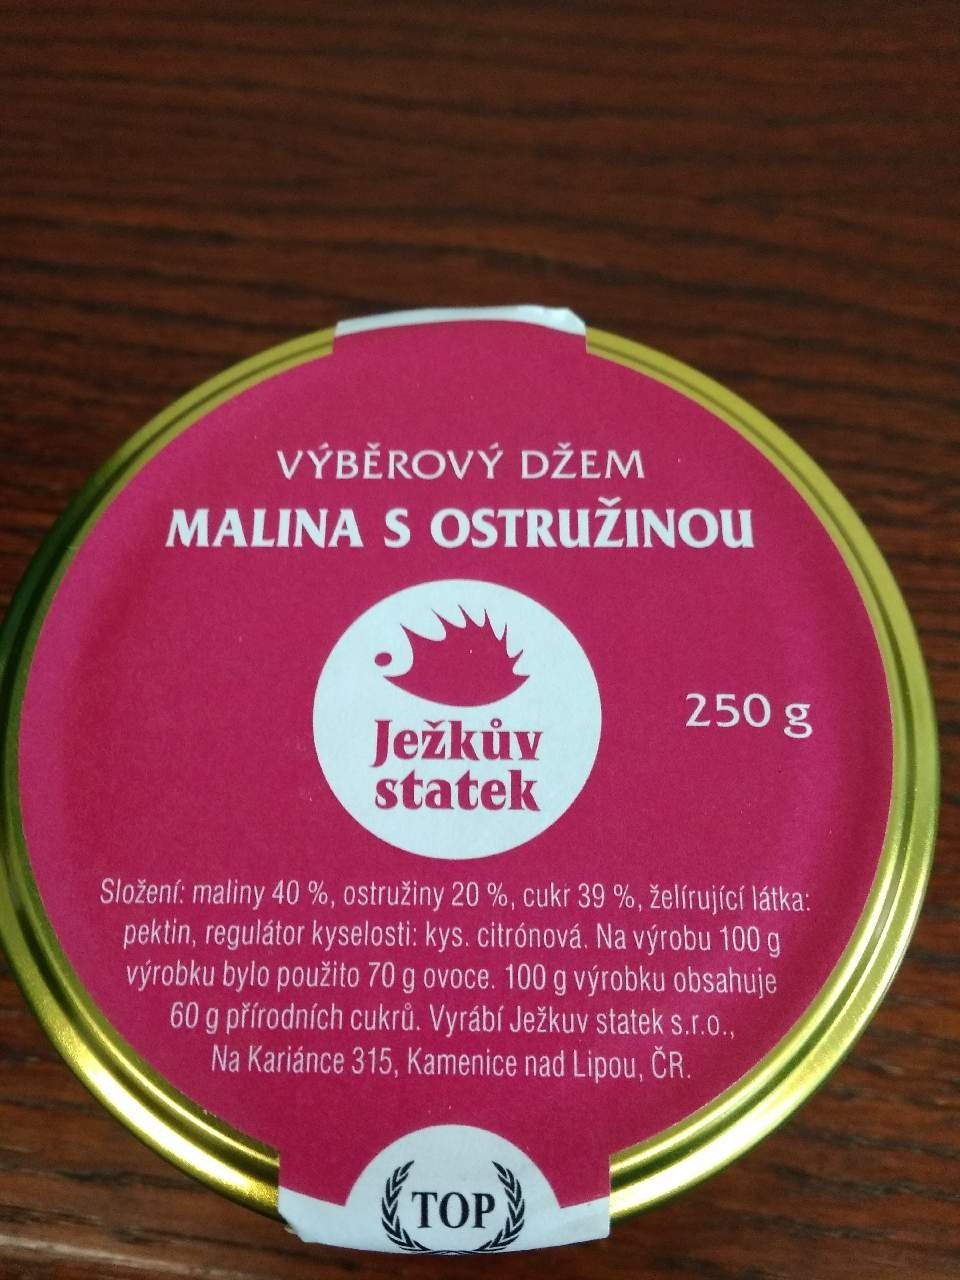 VÝBĚROVÝ DŽEM
MALINA S OSTRUŽINOU
Ježkův
statek
250 g
Složení: maliny 40 %, ostružiny 20 %, cukr 39 %, želírující látka:
pektin, regulátor kyselosti: kys. citrónová. Na výrobu 100 g
výrobku bylo použito 70 g ovoce. 100 g výrobku obsahuje
60 g přírodních cukrů. Vyrábí Ježkuv statek s.r.o.,
Na Kariánce 315, Kamenice nad Lipou, ČR.
TOP